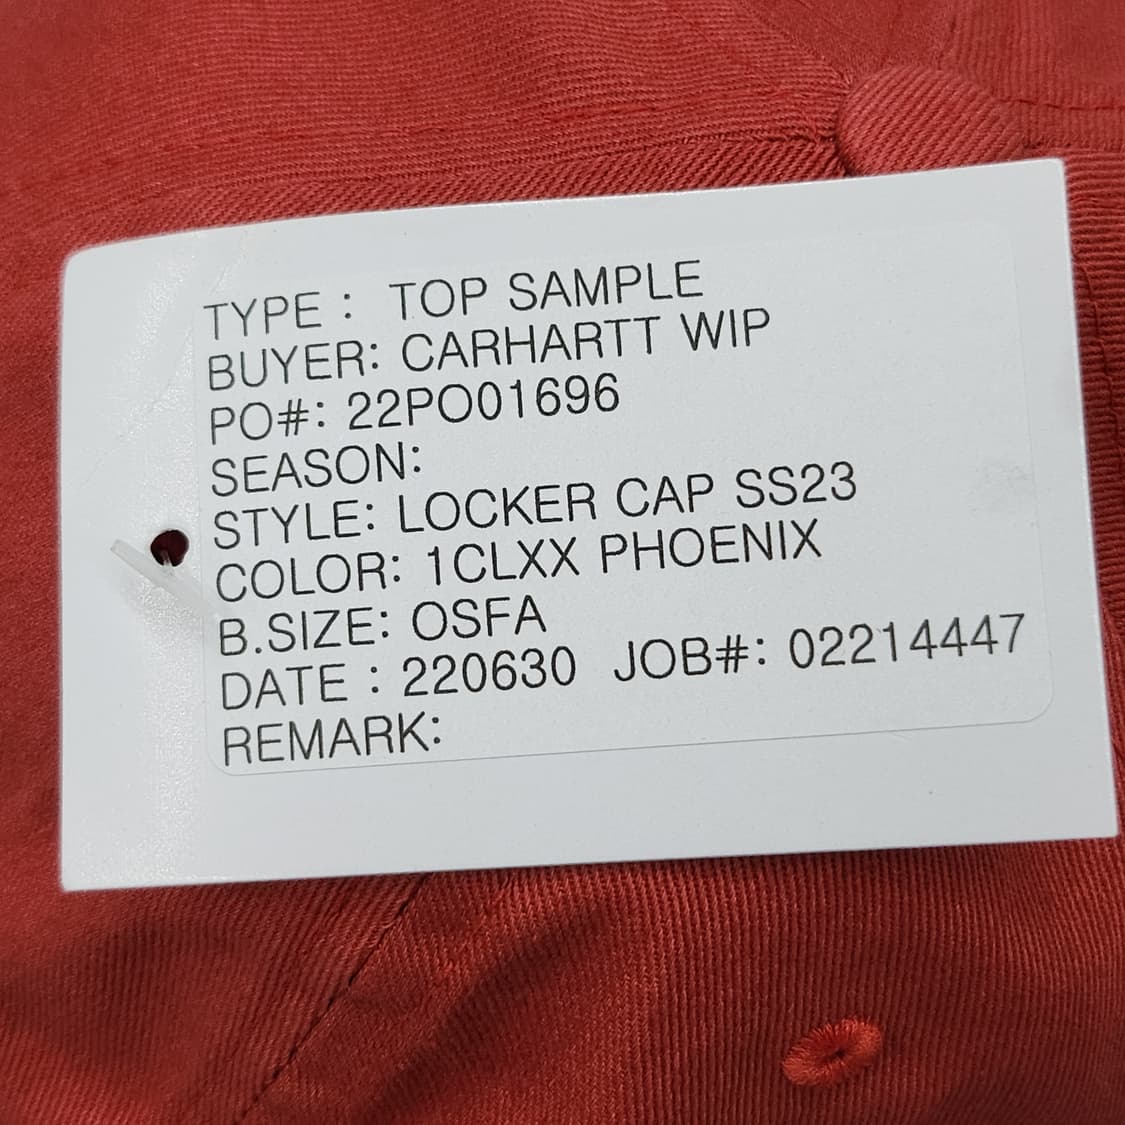 TYPE : TOP SAMPLE
BUYER: CARHARTT WIP
PO#: 22PO01696
SEASON:
STYLE: LOCKER CAP SS23
COLOR: 1CLXX PHOENIX
B.SIZE: OSFA
DATE : 220630 JOB#: 02214447
REMARK: